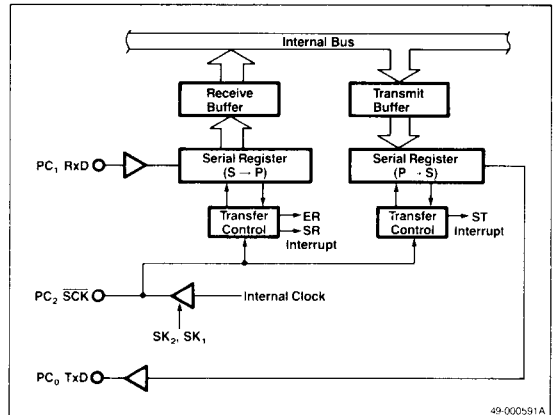 Internal Bus
Receive
Buffer
Transmit
Buffer
PC₁ RxD
Serial Register
(S → P)
Serial Register
(P → S)
Transfer
Control
ER
SR
Interrupt
Transfer
Control
ST
Interrupt
PC₂ S̅C̅K̅
Internal Clock
SK₂, SK₁
PC₀ TxD
49-000591A